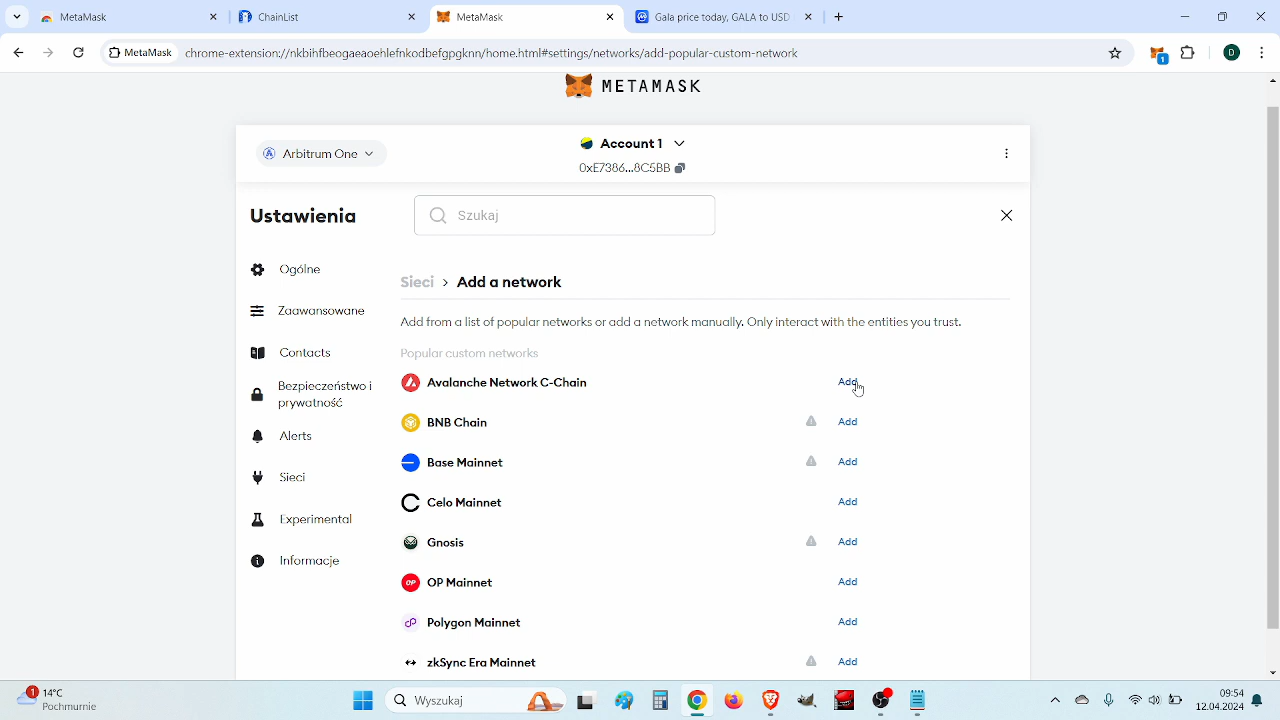 MetaMask
ChainList
MetaMask
Gala price today, GALA to USD
MetaMask
chrome-extension://nkbihfbeogaeaoehlefnkodbefgpgknn/home.html#settings/networks/add-popular-custom-network
1
D
METAMASK
Arbitrum One
Account 1
0xE7386...8C5BB
Ustawienia
Szukaj
Ogólne
Zaawansowane
Contacts
Bezpieczeństwo i
prywatność
Alerts
Sieci
Experimental
Informacje
Sieci > Add a network
Add from a list of popular networks or add a network manually. Only interact with the entities you trust.
Popular custom networks
Avalanche Network C-Chain Add
BNB Chain Add
Base Mainnet Add
Celo Mainnet Add
Gnosis Add
OP Mainnet Add
Polygon Mainnet Add
zkSync Era Mainnet Add
1
14°C
Pochmurnie
Wyszukaj
09:54
12.04.2024